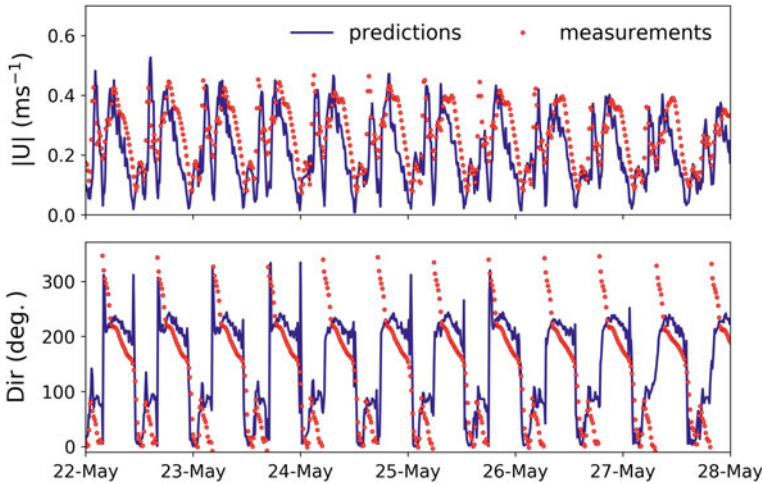 predictions measurements
|U| (ms⁻¹)
0.6
0.4
0.2
0.0
Dir (deg.)
300
200
100
0
22-May 23-May 24-May 25-May 26-May 27-May 28-May